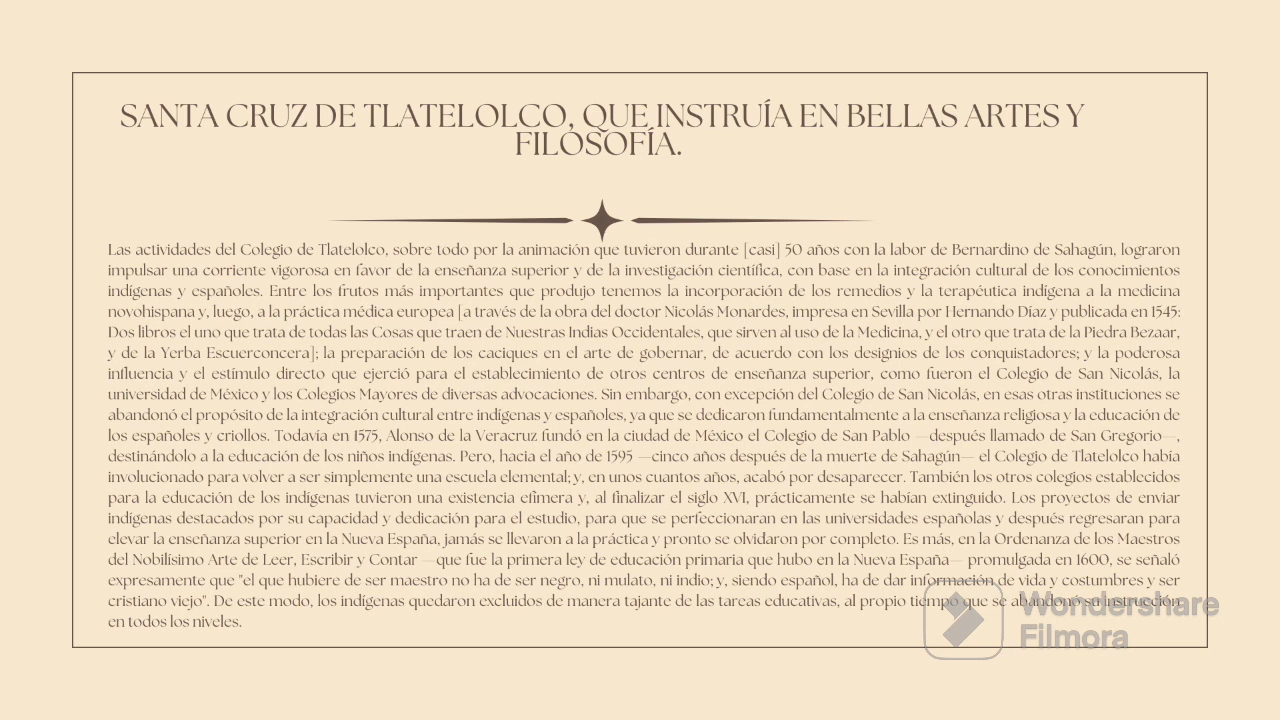 SANTA CRUZ DE TLATELOLCO, QUE INSTRUÍA EN BELLAS ARTES Y
FILOSOFÍA.
Las actividades del Colegio de Tlatelolco, sobre todo por la animación que tuvieron durante [casi] 50 años con la labor de Bernardino de Sahagún, lograron
impulsar una corriente vigorosa en favor de la enseñanza superior y de la investigación científica, con base en la integración cultural de los conocimientos
indígenas y españoles. Entre los frutos más importantes que produjo tenemos la incorporación de los remedios y la terapéutica indígena a la medicina
novohispana y, luego, a la práctica médica europea [a través de la obra del doctor Nicolás Monardes, impresa en Sevilla por Hernando Díaz y publicada en 1545:
Dos libros el uno que trata de todas las Cosas que traen de Nuestras Indias Occidentales, que sirven al uso de la Medicina, y el otro que trata de la Piedra Bezaar,
y de la Yerba Escuerconcera]; la preparación de los caciques en el arte de gobernar, de acuerdo con los designios de los conquistadores; y la poderosa
influencia y el estímulo directo que ejerció para el establecimiento de otros centros de enseñanza superior, como fueron el Colegio de San Nicolás, la
universidad de México y los Colegios Mayores de diversas advocaciones. Sin embargo, con excepción del Colegio de San Nicolás, en esas otras instituciones se
abandonó el propósito de la integración cultural entre indígenas y españoles, ya que se dedicaron fundamentalmente a la enseñanza religiosa y la educación de
los españoles y criollos. Todavía en 1575, Alonso de la Veracruz fundó en la ciudad de México el Colegio de San Pablo —después llamado de San Gregorio—,
destinándolo a la educación de los niños indígenas. Pero, hacia el año de 1595 —cinco años después de la muerte de Sahagún— el Colegio de Tlatelolco había
involucionado para volver a ser simplemente una escuela elemental; y, en unos cuantos años, acabó por desaparecer. También los otros colegios establecidos
para la educación de los indígenas tuvieron una existencia efímera y, al finalizar el siglo XVI, prácticamente se habían extinguido. Los proyectos de enviar
indígenas destacados por su capacidad y dedicación para el estudio, para que se perfeccionaran en las universidades españolas y después regresaran para
elevar la enseñanza superior en la Nueva España, jamás se llevaron a la práctica y pronto se olvidaron por completo. Es más, en la Ordenanza de los Maestros
del Nobilísimo Arte de Leer, Escribir y Contar —que fue la primera ley de educación primaria que hubo en la Nueva España— promulgada en 1600, se señaló
expresamente que "el que hubiere de ser maestro no ha de ser negro, ni mulato, ni indio; y, siendo español, ha de dar información de vida y costumbres y ser
cristiano viejo". De este modo, los indígenas quedaron excluidos de manera tajante de las tareas educativas, al propio tiempo que se abandonó su instrucción
en todos los niveles.
Wondershare
Filmora